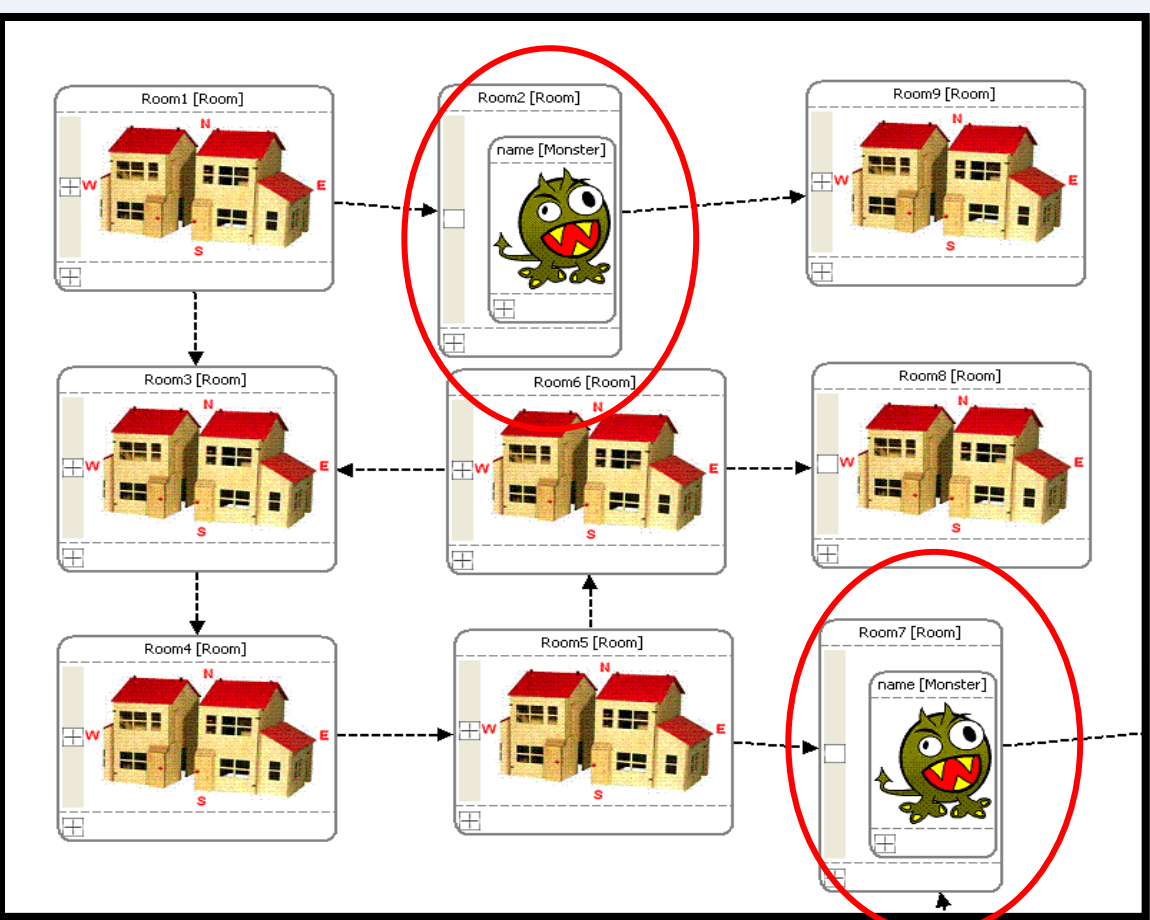 Room1 [Room]
N
W
E
S
Room2 [Room]
name [Monster]
Room9 [Room]
N
W
E
S
Room3 [Room]
N
W
E
S
Room6 [Room]
N
W
E
S
Room8 [Room]
N
W
E
S
Room4 [Room]
N
W
E
S
Room5 [Room]
N
W
E
S
Room7 [Room]
name [Monster]